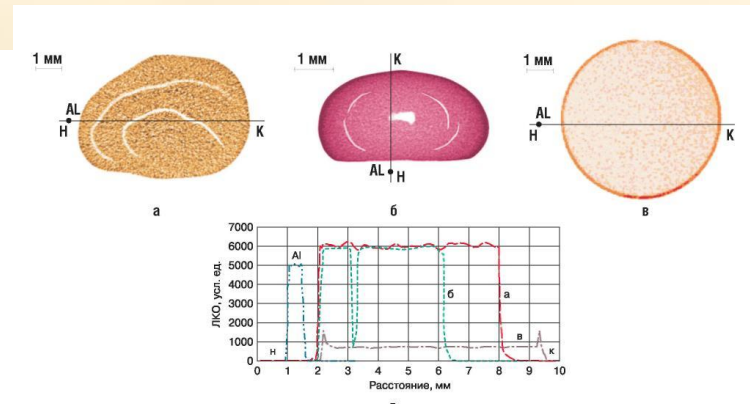 1 мм
1 мм
1 мм
K
AL
H
K
AL
H
AL
H
K
а
б
в
7000
6000
5000
4000
3000
2000
1000
0
ЛКО, усл. ед.
Al
н
б
а
в
к
0 1 2 3 4 5 6 7 8 9 10
Расстояние, мм